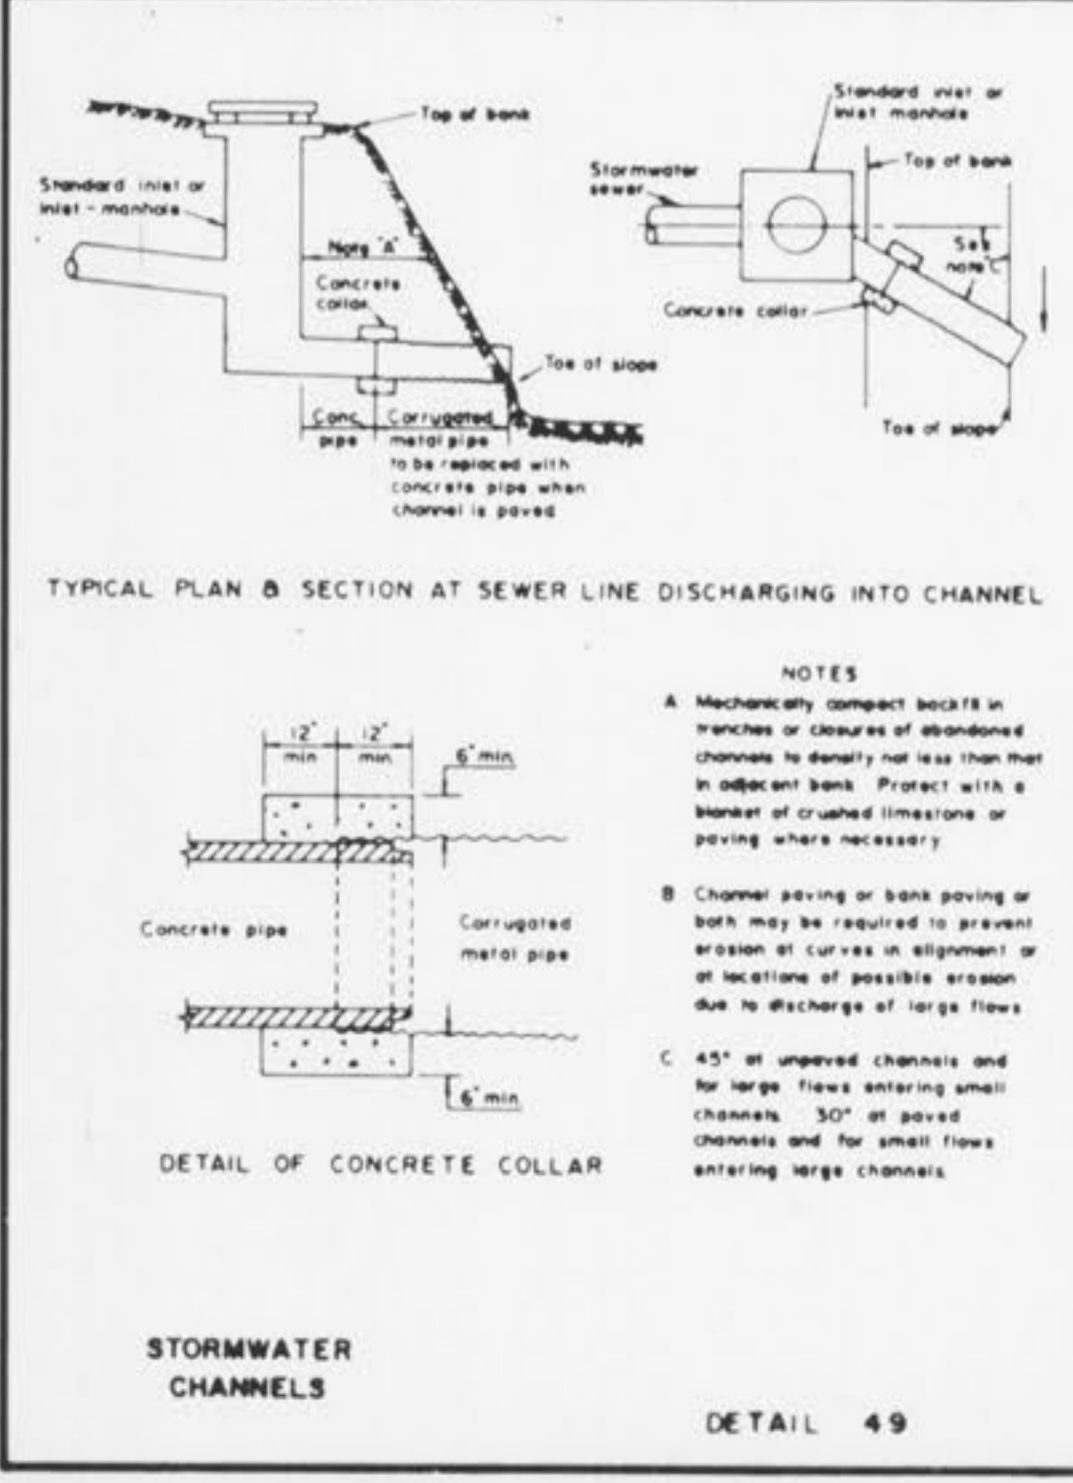 Top of bank
Standard inlet or
inlet - manhole
Note "A"
Concrete
collar
Toe of slope
Conc.
pipe
Corrugated
metal pipe
to be replaced with
concrete pipe when
channel is paved
Standard inlet or
inlet manhole
Top of bank
Stormwater
sewer
See
note "C"
Concrete collar
Toe of slope
TYPICAL PLAN & SECTION AT SEWER LINE DISCHARGING INTO CHANNEL
12"
min
12"
min
6" min.
Concrete pipe
Corrugated
metal pipe
6" min.
DETAIL OF CONCRETE COLLAR
NOTES
A Mechanically compact backfill in
trenches or closures of abandoned
channels to density not less than that
in adjacent bank Protect with a
blanket of crushed limestone or
paving where necessary
B Channel paving or bank paving or
both may be required to prevent
erosion at curves in alignment or
at locations of possible erosion
due to discharge of large flows
C 45° at unpaved channels and
for large flows entering small
channels 30° at paved
channels and for small flows
entering large channels
STORMWATER
CHANNELS
DETAIL 49